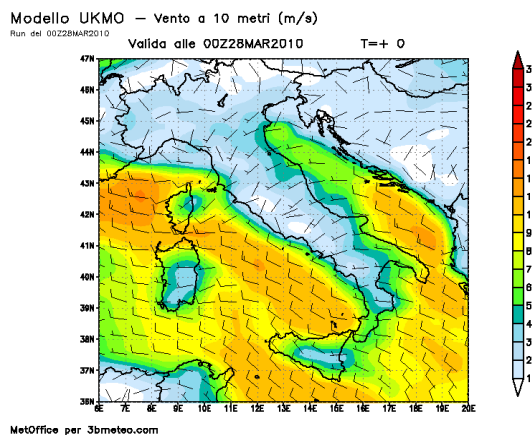 Modello UKMO – Vento a 10 metri (m/s)
Run del 00Z28MAR2010
Valida alle 00Z28MAR2010 T=+ 0
47N
46N
45N
44N
43N
42N
41N
40N
39N
38N
37N
36N
6E 7E 8E 9E 10E 11E 12E 13E 14E 15E 16E 17E 18E 19E 20E
MetOffice per 3bmeteo.com